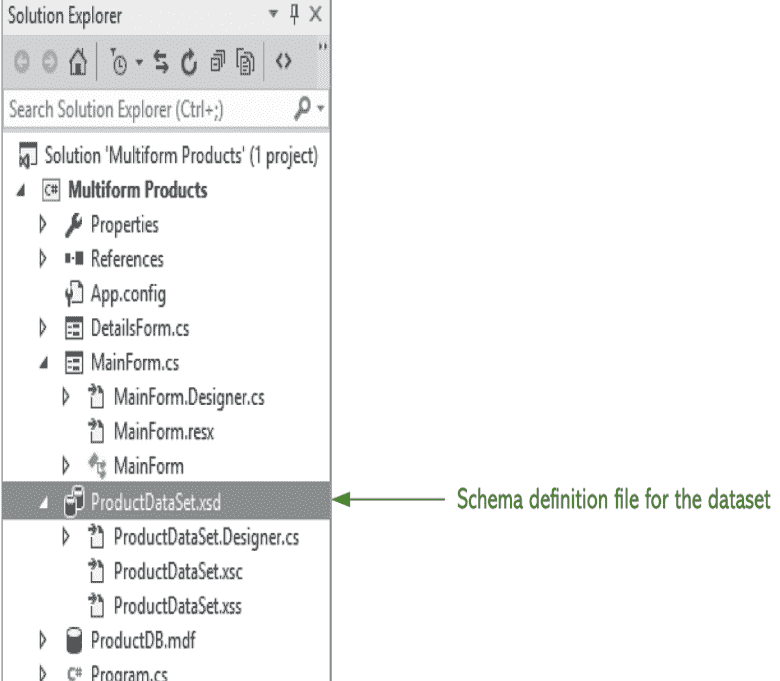 Solution Explorer
Search Solution Explorer (Ctrl+;)
Solution 'Multiform Products' (1 project)
C# Multiform Products
Properties
References
App.config
DetailsForm.cs
MainForm.cs
MainForm.Designer.cs
MainForm.resx
MainForm
ProductDataSet.xsd
Schema definition file for the dataset
ProductDataSet.Designer.cs
ProductDataSet.xsc
ProductDataSet.xss
ProductDB.mdf
C# Program.cs